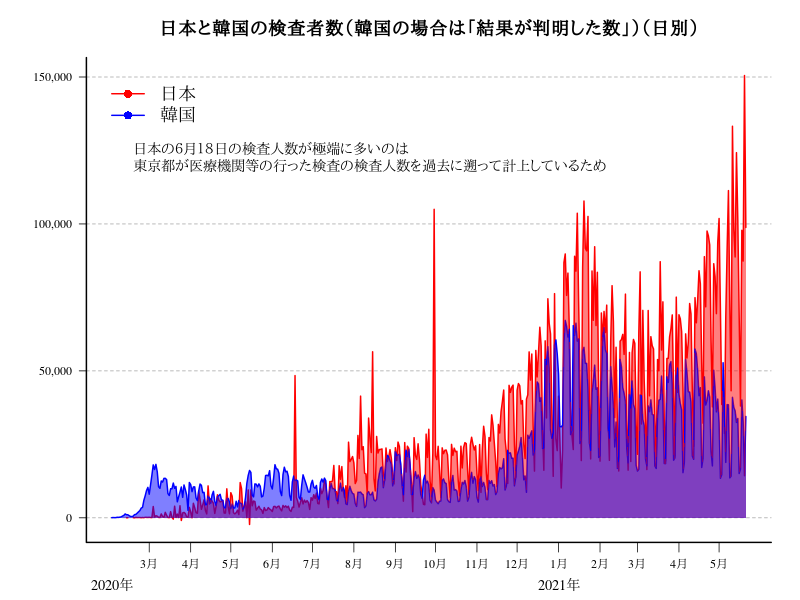 日本と韓国の検査者数（韓国の場合は「結果が判明した数」）（日別）
150,000
100,000
50,000
0
日本
韓国
日本の6月18日の検査人数が極端に多いのは
東京都が医療機関等の行った検査の検査人数を過去に遡って計上しているため
3月 4月 5月 6月 7月 8月 9月 10月 11月 12月 1月 2月 3月 4月 5月
2020年 2021年